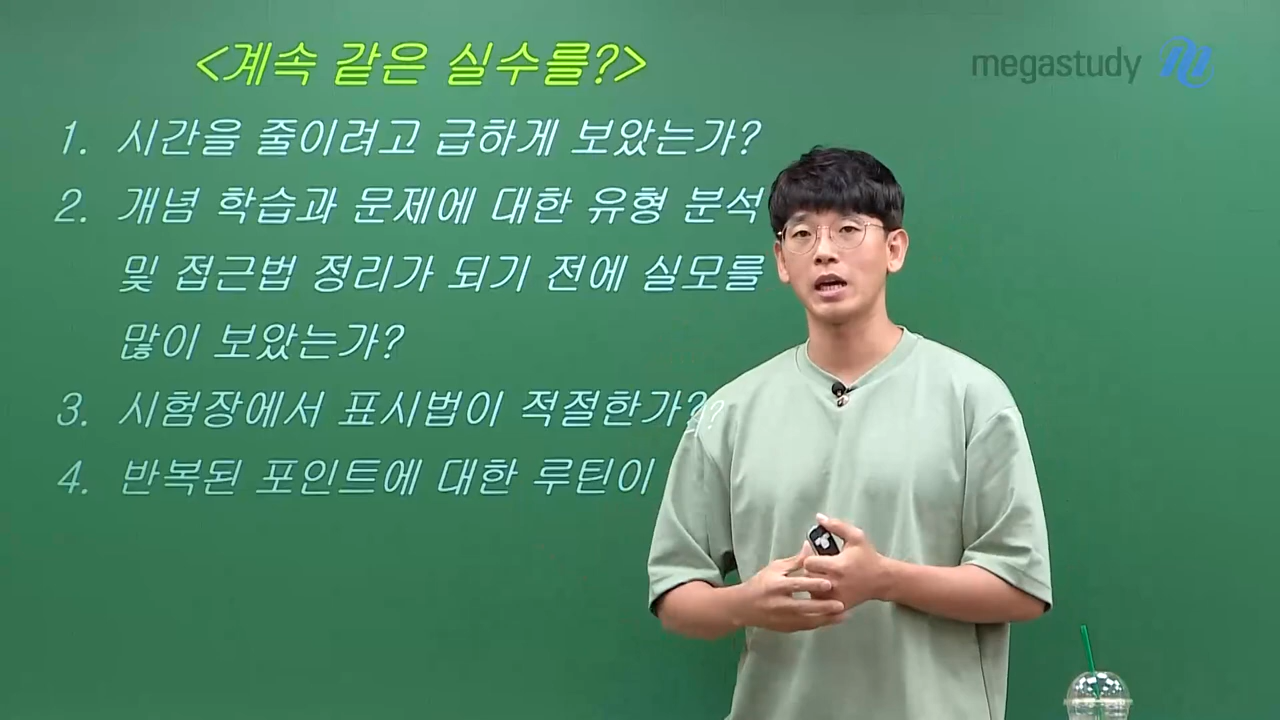 <계속 같은 실수를?>
megastudy
1. 시간을 줄이려고 급하게 보았는가?
2. 개념 학습과 문제에 대한 유형 분석
및 접근법 정리가 되기 전에 실모를
많이 보았는가?
3. 시험장에서 표시법이 적절한가??
4. 반복된 포인트에 대한 루틴이